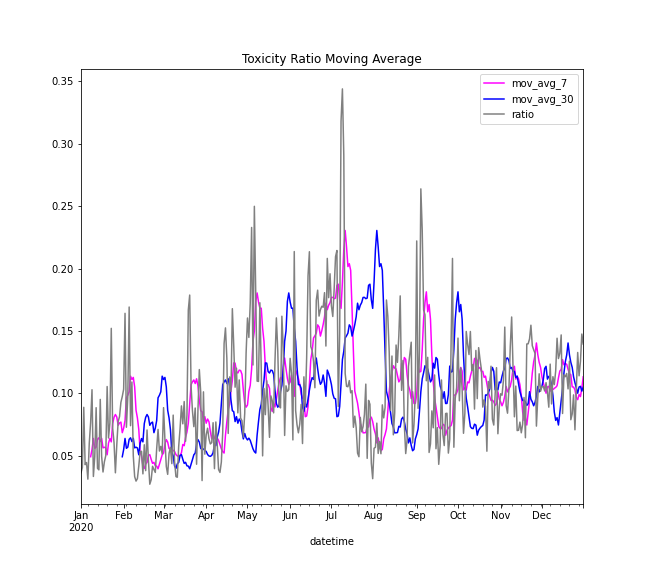 Toxicity Ratio Moving Average
mov_avg_7
mov_avg_30
ratio
0.35
0.30
0.25
0.20
0.15
0.10
0.05
Jan Feb Mar Apr May Jun Jul Aug Sep Oct Nov Dec
2020
datetime